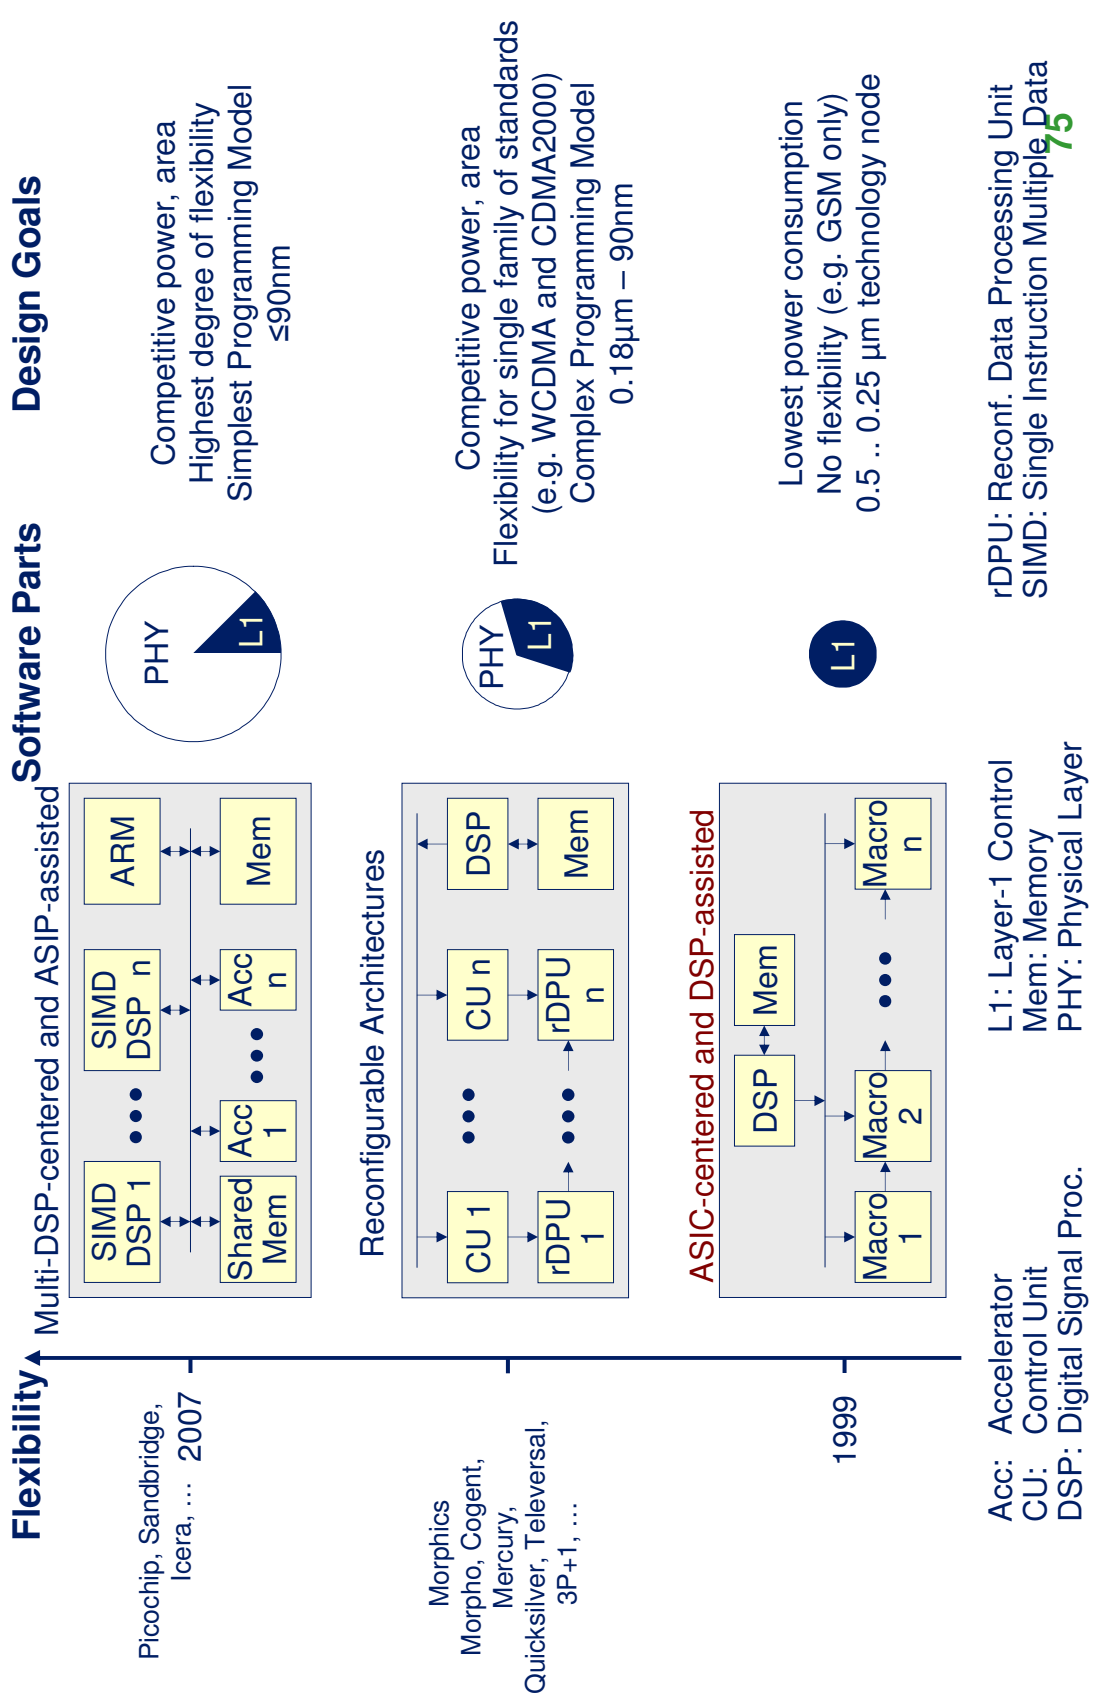 Flexibility
Software Parts
Design Goals
Multi-DSP-centered and ASIP-assisted
Picochip, Sandbridge,
Icera, …
2007
SIMD
DSP 1
SIMD
DSP n
ARM
Shared
Mem
Acc
1
Acc
n
Mem
PHY
L1
Competitive power, area
Highest degree of flexibility
Simplest Programming Model
≤90nm
Reconfigurable Architectures
Morphics
Morpho, Cogent,
Mercury,
Quicksilver, Televersal,
3P+1, …
CU 1
CU n
DSP
rDPU
1
rDPU
n
Mem
PHY
L1
Competitive power, area
Flexibility for single family of standards
(e.g. WCDMA and CDMA2000)
Complex Programming Model
0.18µm – 90nm
ASIC-centered and DSP-assisted
1999
DSP
Mem
Macro
1
Macro
2
Macro
n
L1
Lowest power consumption
No flexibility (e.g. GSM only)
0.5 .. 0.25 µm technology node
Acc: Accelerator
CU: Control Unit
DSP: Digital Signal Proc.
L1: Layer-1 Control
Mem: Memory
PHY: Physical Layer
rDPU: Reconf. Data Processing Unit
SIMD: Single Instruction Multiple Data
75